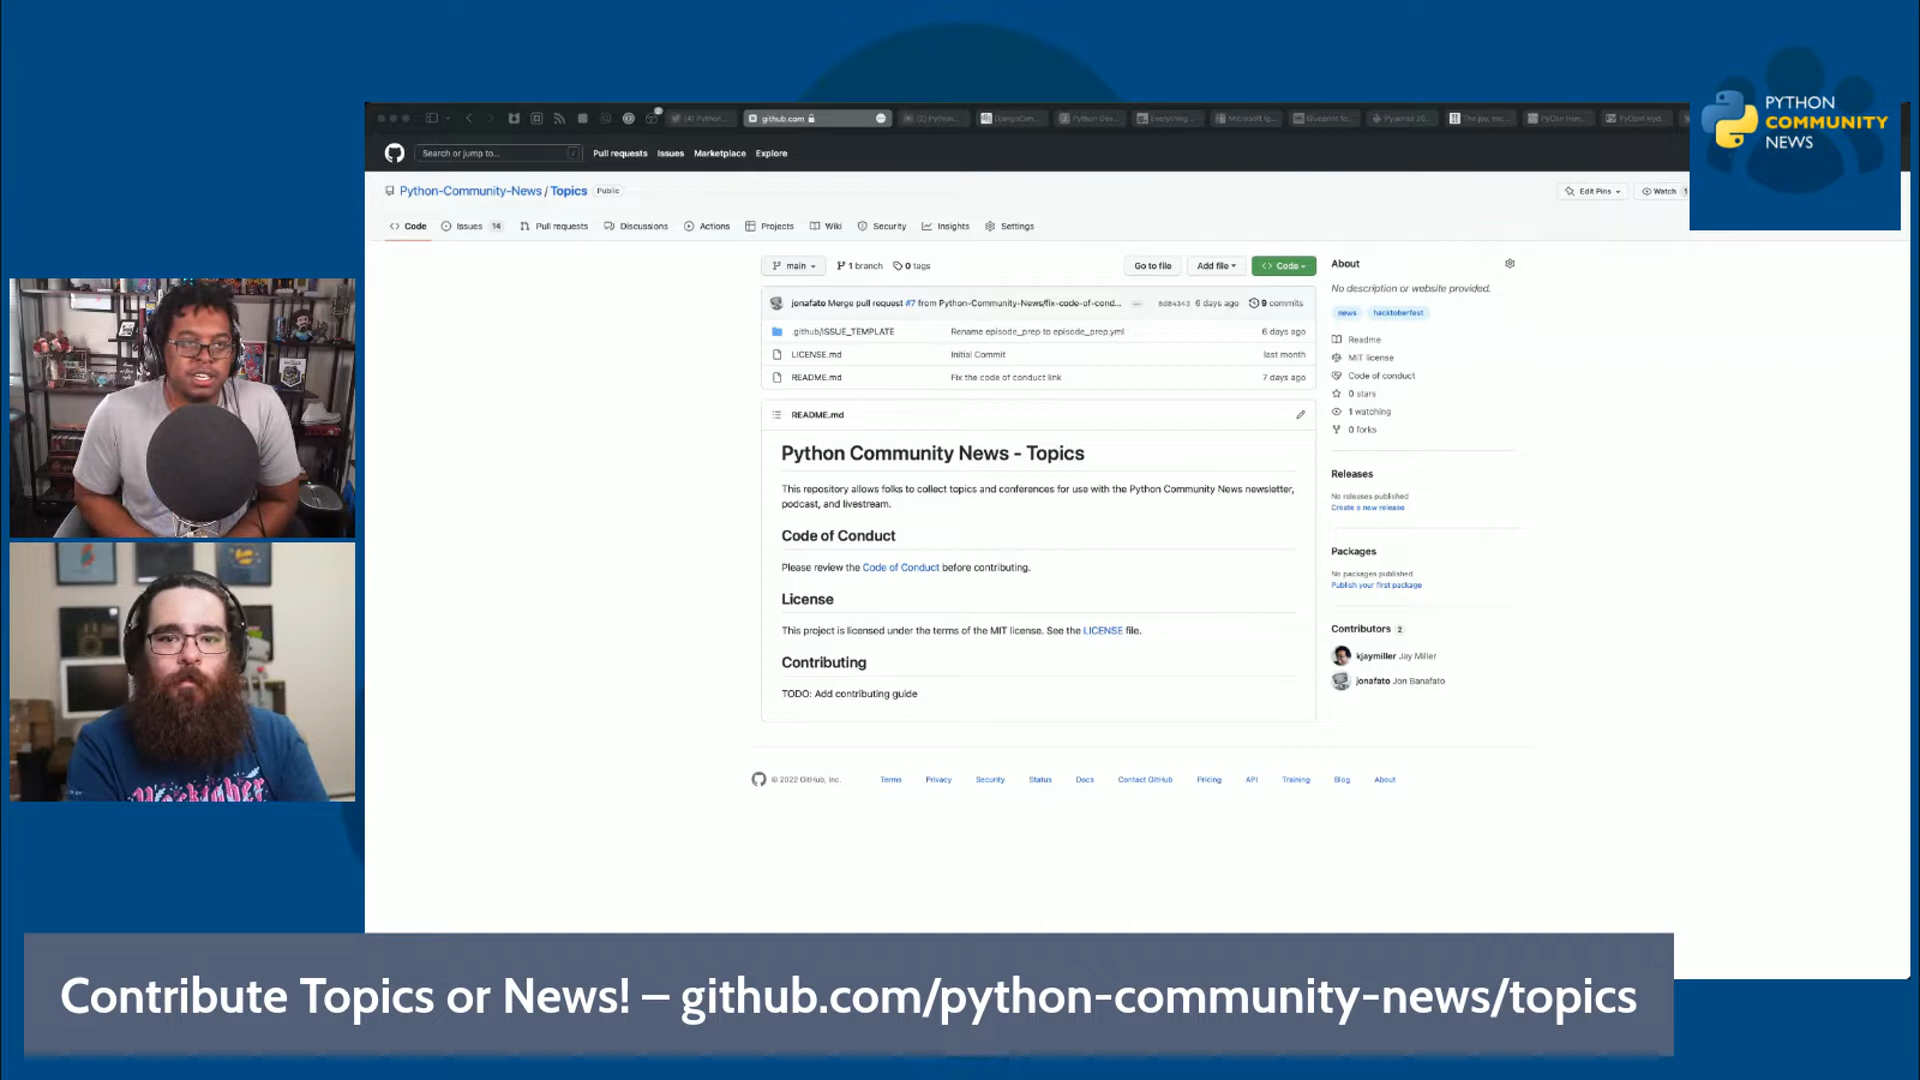 github.com
PYTHON
COMMUNITY
NEWS
Search or jump to... /
Pull requests Issues Marketplace Explore
Python-Community-News / Topics Public
Edit Pins Watch 1
Code Issues 14 Pull requests Discussions Actions Projects Wiki Security Insights Settings
main 1 branch 0 tags Go to file Add file Code
jonafato Merge pull request #7 from Python-Community-News/fix-code-of-cond... 6 days ago 9 commits
.github/ISSUE_TEMPLATE Rename episode_prep to episode_prep.yml 6 days ago
LICENSE.md Initial Commit last month
README.md Fix the code of conduct link 7 days ago
README.md
Python Community News - Topics
This repository allows folks to collect topics and conferences for use with the Python Community News newsletter,
podcast, and livestream.
Code of Conduct
Please review the Code of Conduct before contributing.
License
This project is licensed under the terms of the MIT license. See the LICENSE file.
Contributing
TODO: Add contributing guide
About
No description or website provided.
news hacktoberfest
Readme
MIT license
Code of conduct
0 stars
1 watching
0 forks
Releases
No releases published
Create a new release
Packages
No packages published
Publish your first package
Contributors 2
kjaymiller Jay Miller
jonafato Jon Banafato
© 2022 GitHub, Inc. Terms Privacy Security Status Docs Contact GitHub Pricing API Training Blog About
Contribute Topics or News! – github.com/python-community-news/topics